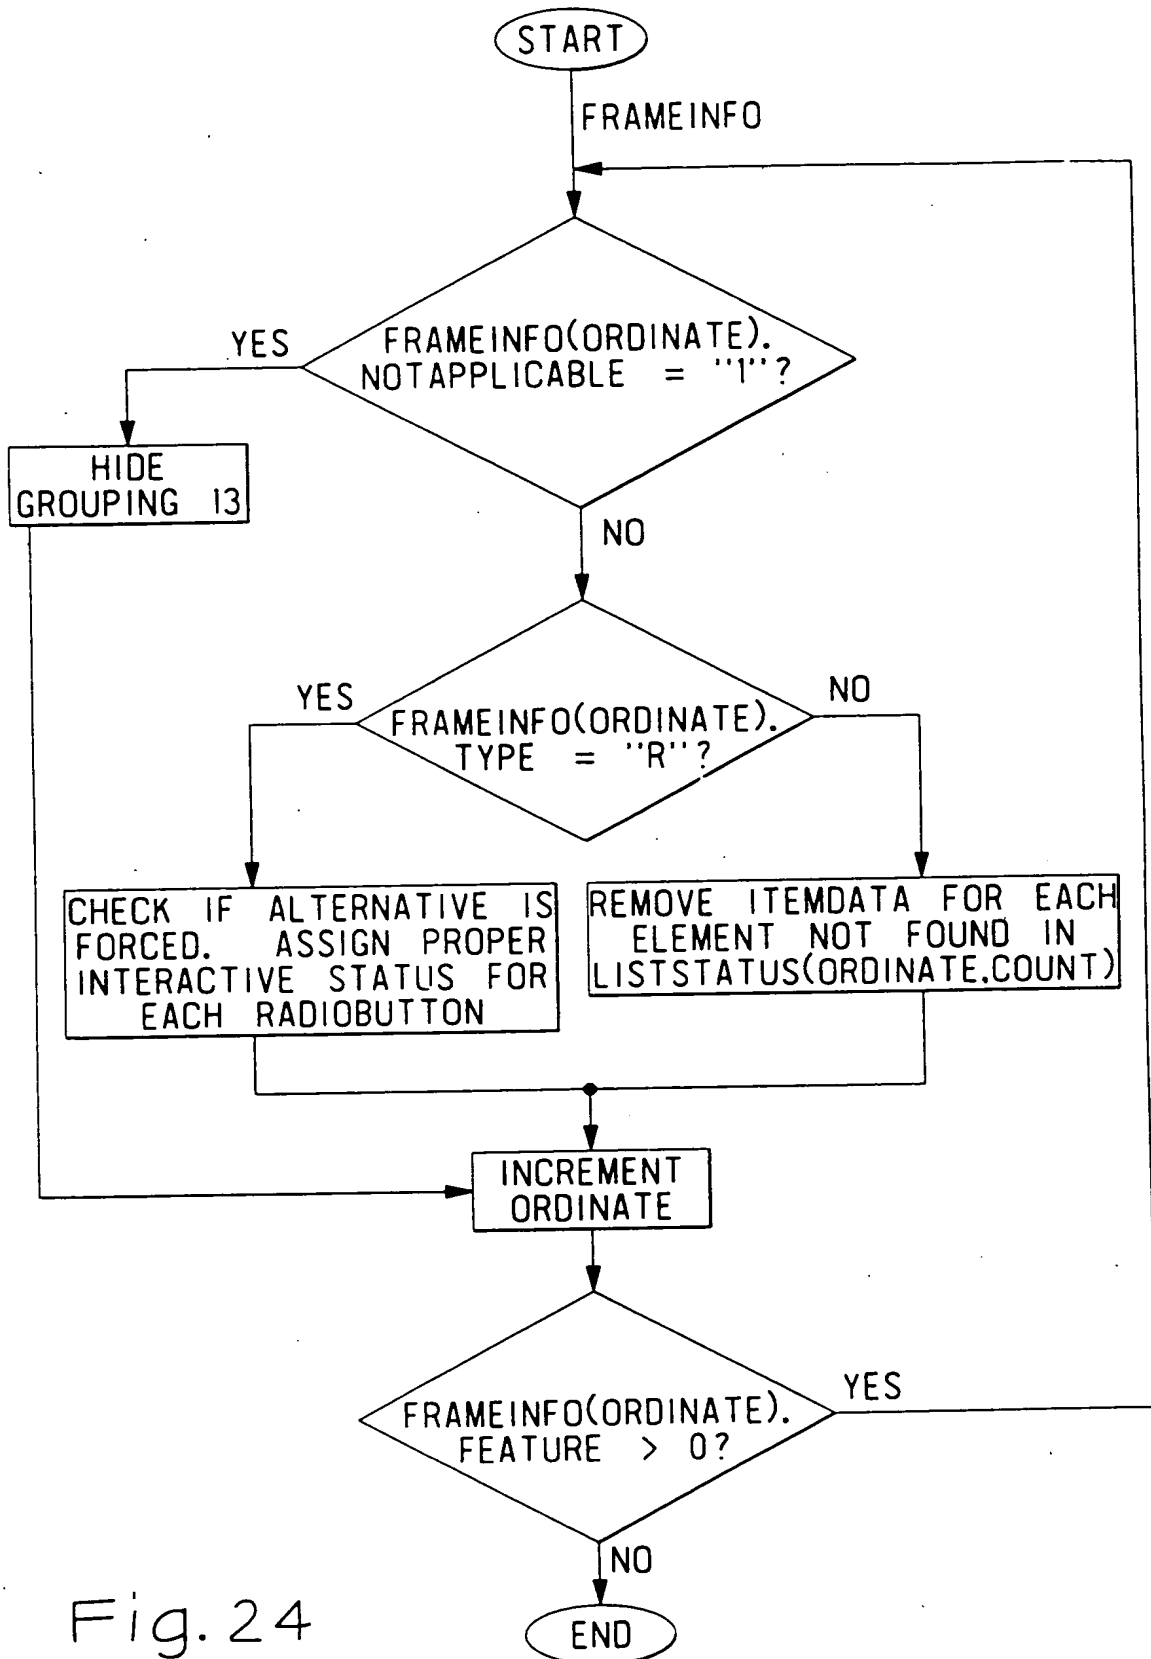 START
FRAMEINFO
YES
FRAMEINFO(ORDINATE).
NOTAPPLICABLE = "1"?
HIDE
GROUPING 13
NO
YES
NO
FRAMEINFO(ORDINATE).
TYPE = "R"?
CHECK IF ALTERNATIVE IS
FORCED. ASSIGN PROPER
INTERACTIVE STATUS FOR
EACH RADIOBUTTON
REMOVE ITEMDATA FOR EACH
ELEMENT NOT FOUND IN
LISTSTATUS(ORDINATE.COUNT)
INCREMENT
ORDINATE
YES
FRAMEINFO(ORDINATE).
FEATURE > 0?
NO
END
Fig. 24